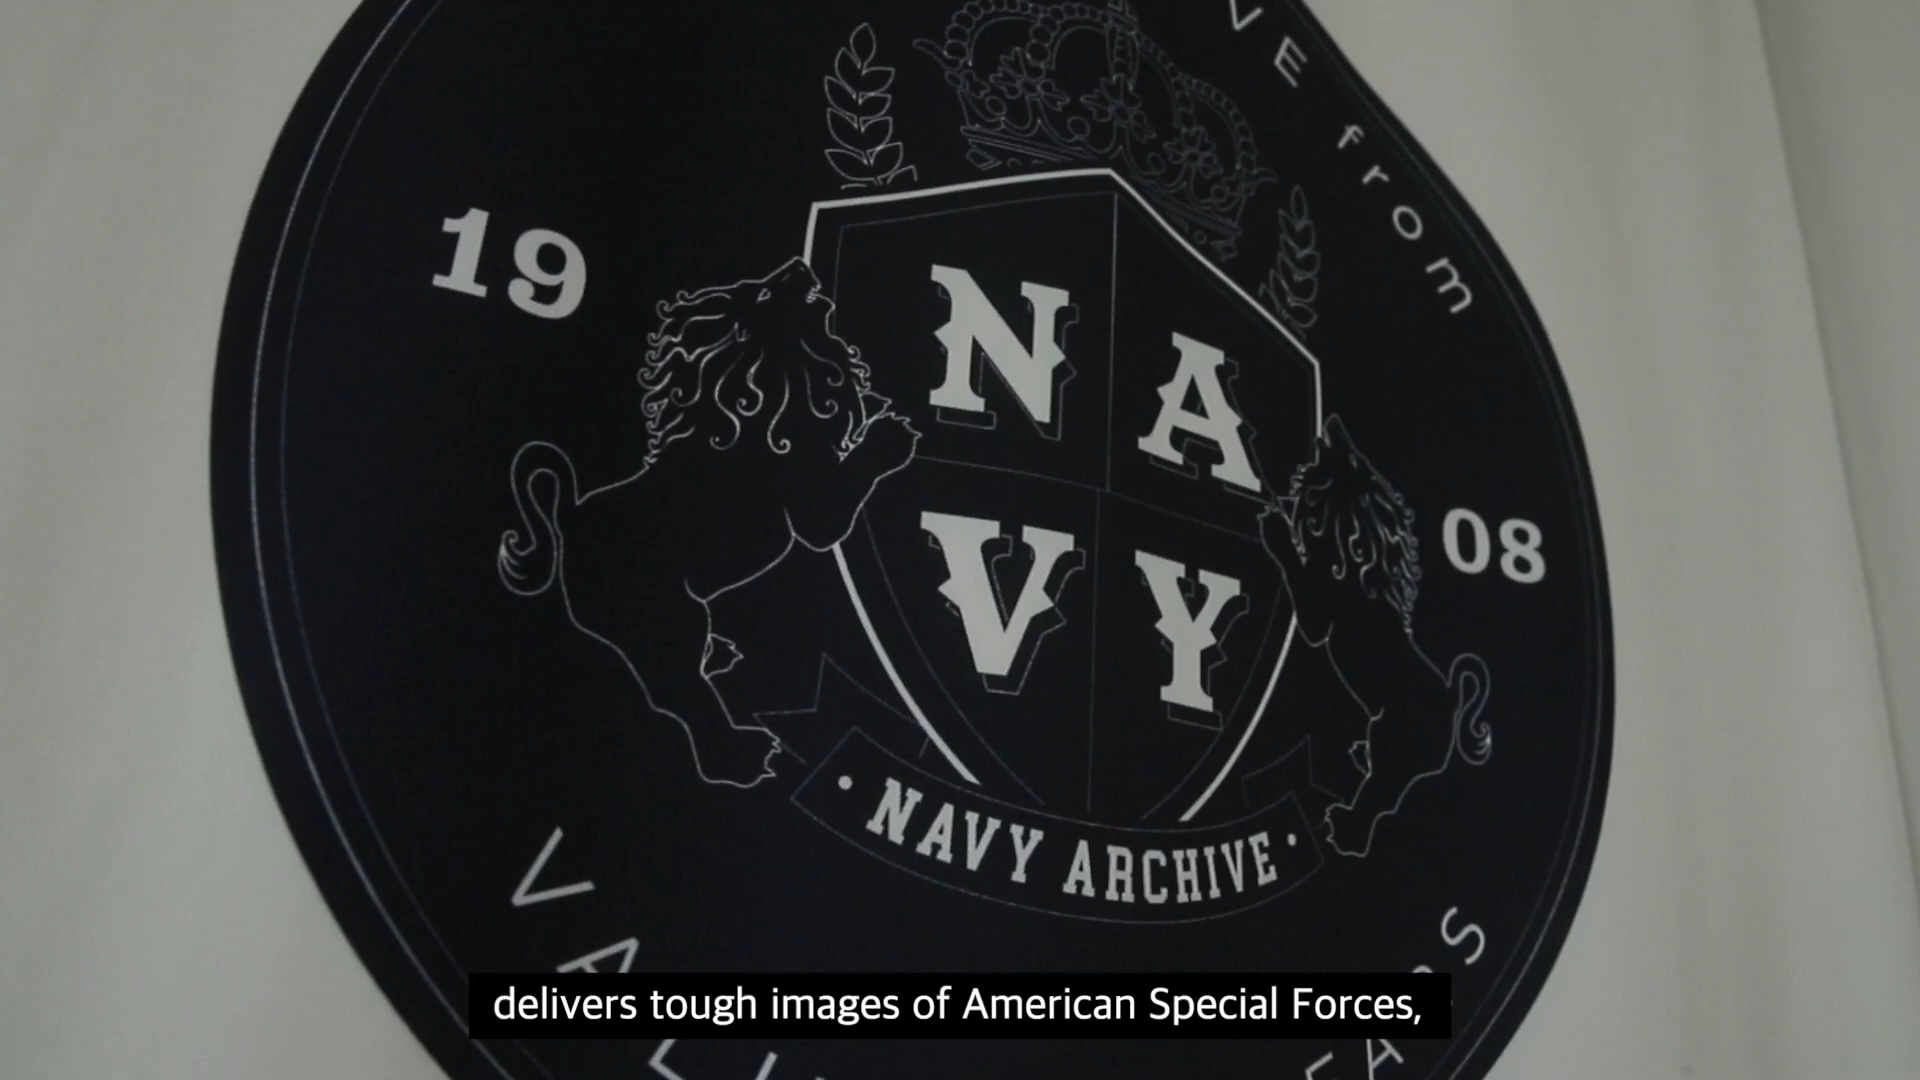 VE from
19
08
NA
VY
• NAVY ARCHIVE •
delivers tough images of American Special Forces,